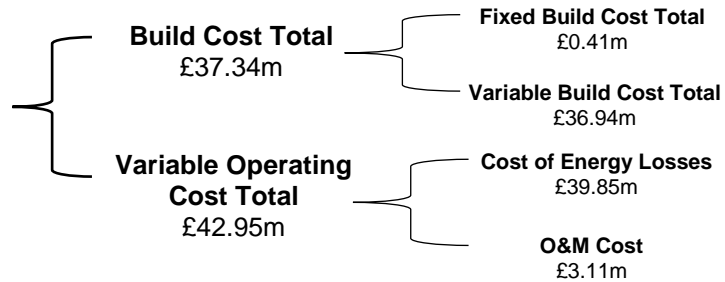 Build Cost Total
£37.34m
Fixed Build Cost Total
£0.41m
Variable Build Cost Total
£36.94m
Variable Operating
Cost Total
£42.95m
Cost of Energy Losses
£39.85m
O&M Cost
£3.11m